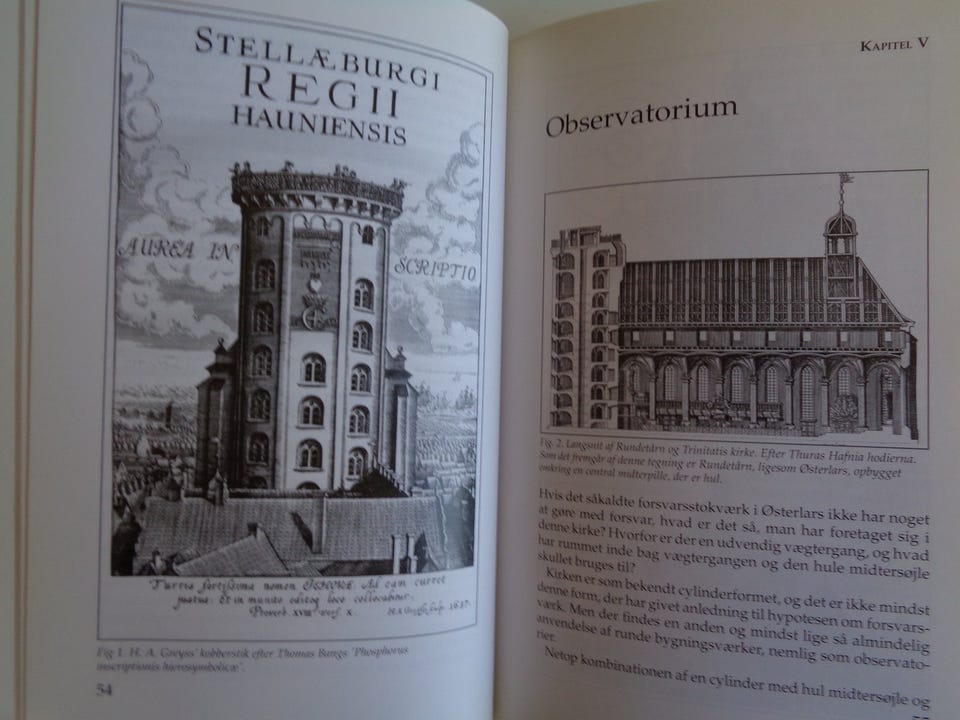 STELLÆBURGI
REGII
HAUNIENSIS
AUREA IN
SCRIPTIO
Turris fortissima nomen IEHOVÆ. Ad eam curret
justus: Et in munito editoq loco collocabitur.
Proverb. XVIII vers. X. H.A. Greyss sculp. 1647.
Fig 1. H. A. Greyss' kobberstik efter Thomas Bangs 'Phosphorus
inscriptionis hierosymbolicæ'.
54
KAPITEL V
Observatorium
Fig. 2. Langsnit af Rundetårn og Trinitatis kirke. Efter Thuras Hafnia hodierna.
Som det fremgår af denne tegning er Rundetårn, ligesom Østerlars, opbygget
omkring en central midterpille, der er hul.
Hvis det såkaldte forsvarsstokværk i Østerlars ikke har noget
at gøre med forsvar, hvad er det så, man har foretaget sig i
denne kirke? Hvorfor er der en udvendig vægtergang, og hvad
har rummet inde bag vægtergangen og den hule midtersøjle
skullet bruges til?
Kirken er som bekendt cylinderformet, og det er ikke mindst
denne form, der har givet anledning til hypotesen om forsvars-
værk. Men der findes en anden og mindst lige så almindelig
anvendelse af runde bygningsværker, nemlig som observato-
rier.
Netop kombinationen af en cylinder med hul midtersøjle og